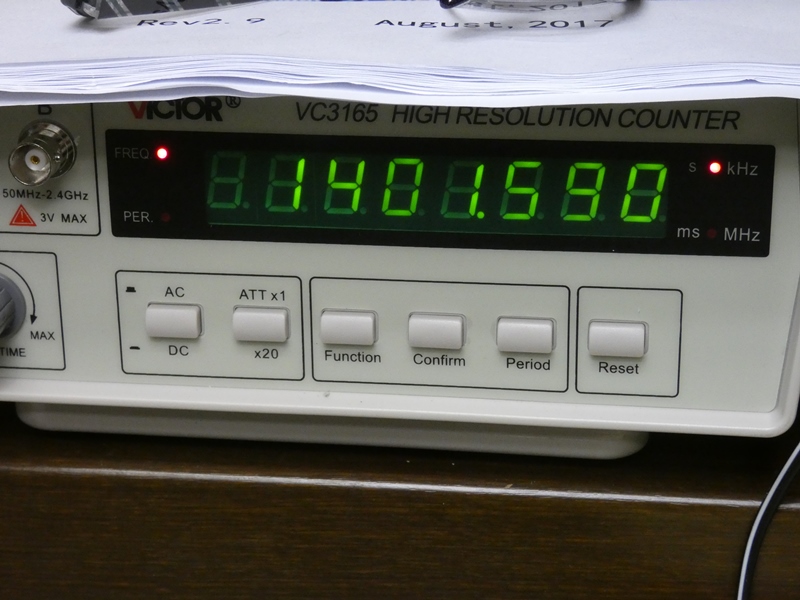 Rev2. 9 August, 2017
B
VICTOR® VC3165 HIGH RESOLUTION COUNTER
FREQ. 1401.590 s kHz
50MHz-2.4GHz
3V MAX PER. ms MHz
AC ATT x1
MAX
TIME DC x20 Function Confirm Period Reset